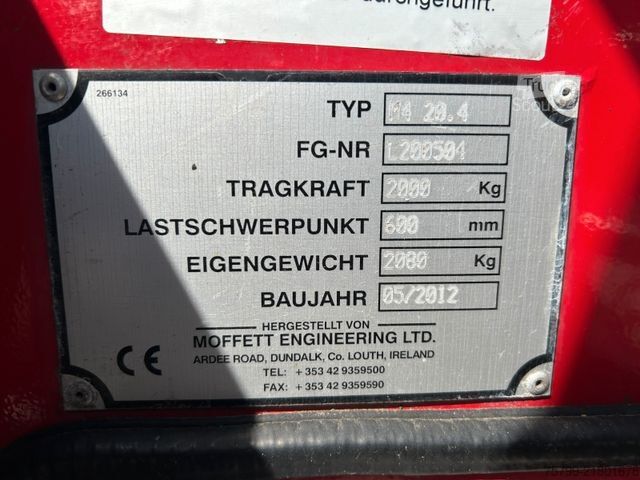 durchgeführt.
266134
TYP M4 20.4
FG-NR L200504
TRAGKRAFT 2000 Kg
LASTSCHWERPUNKT 600 mm
EIGENGEWICHT 2080 Kg
BAUJAHR 05/2012
HERGESTELLT VON
MOFFETT ENGINEERING LTD.
ARDEE ROAD, DUNDALK, Co. LOUTH, IRELAND
TEL: + 353 42 9359500
FAX: + 353 42 9359590
CE